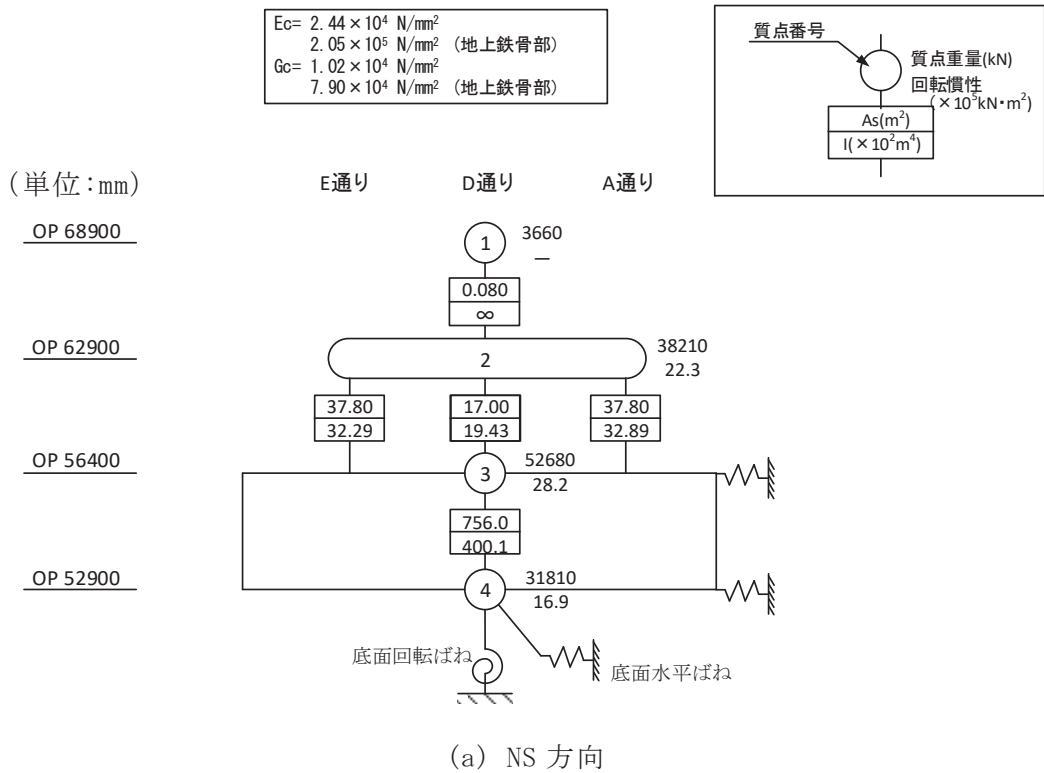 Ec= 2.44×10⁴ N/mm²
2.05×10⁵ N/mm² (地上鉄骨部)
Gc= 1.02×10⁴ N/mm²
7.90×10⁴ N/mm² (地上鉄骨部)
質点番号
質点重量(kN)
回転慣性
(×10⁵kN・m²)
As(m²)
I(×10²m⁴)
(単位:mm)
E通り D通り A通り
OP 68900
1
3660
—
0.080
∞
OP 62900
2
38210
22.3
37.80 17.00 37.80
32.29 19.43 32.89
OP 56400
3
52680
28.2
756.0
400.1
OP 52900
4
31810
16.9
底面回転ばね
底面水平ばね
(a) NS 方向